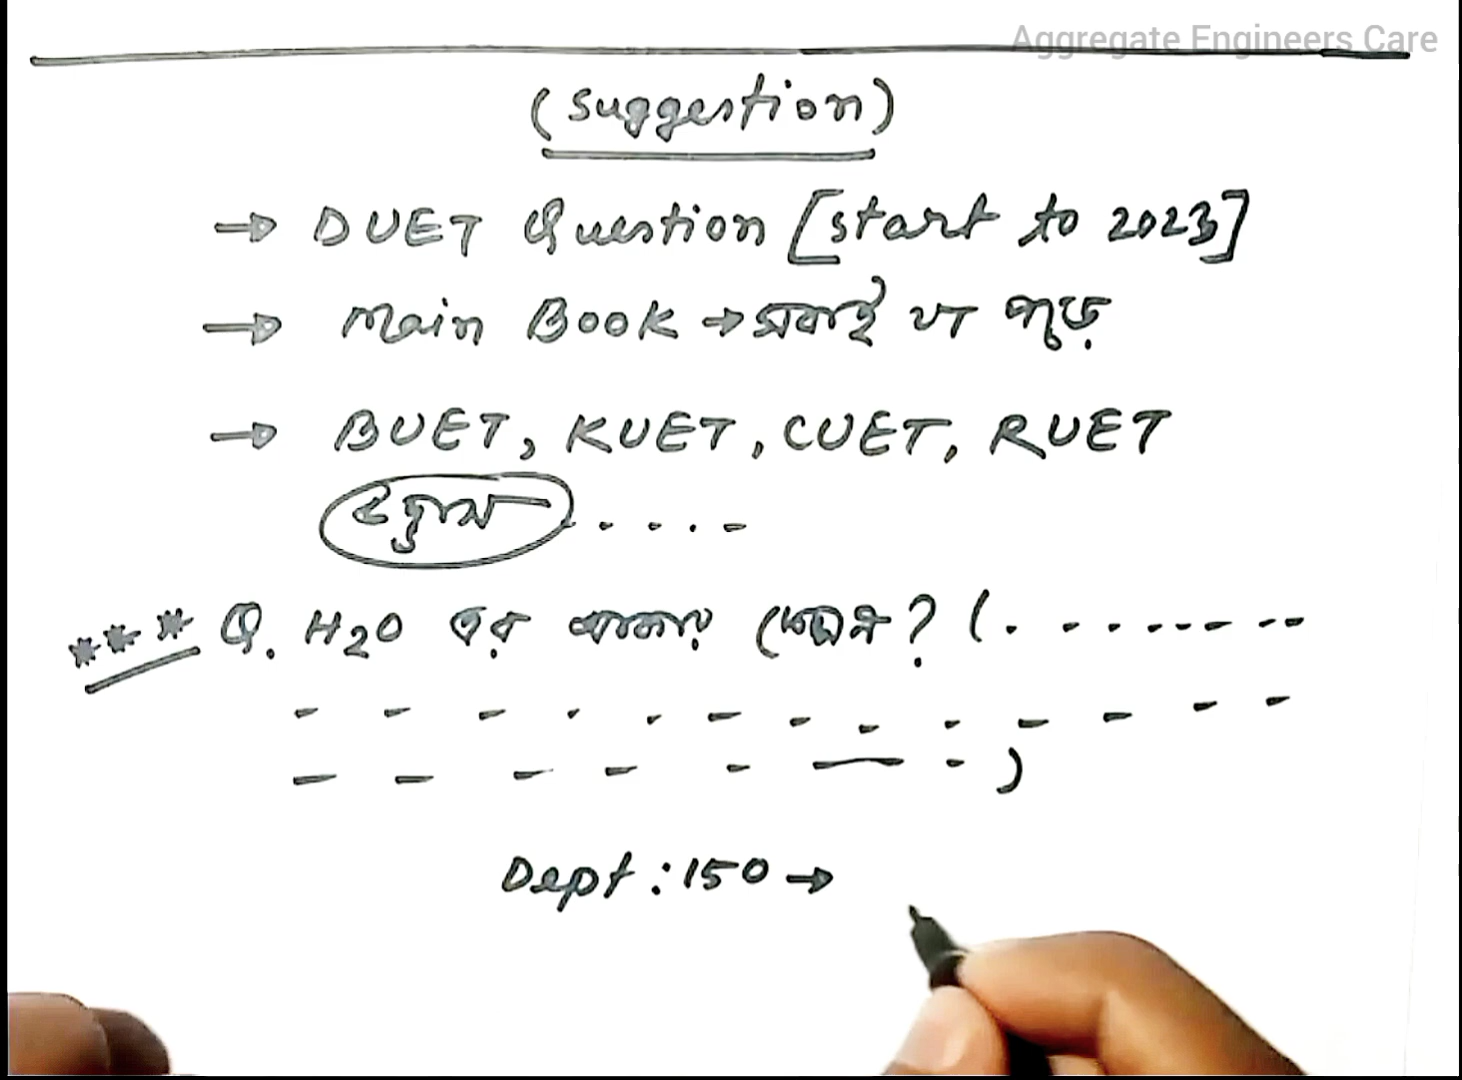 Aggregate Engineers Care
(Suggestion)
→ DUET Question [start to 2023]
→ Main Book → সবাই যা পড়ে
→ BUET, KUET, CUET, RUET
. . . . -
*** Q. H2O এর আকার কেমন? (. - - - - - - - -
- - - - - - - - - - - - -
- - - - - — - )
Dept : 150 →